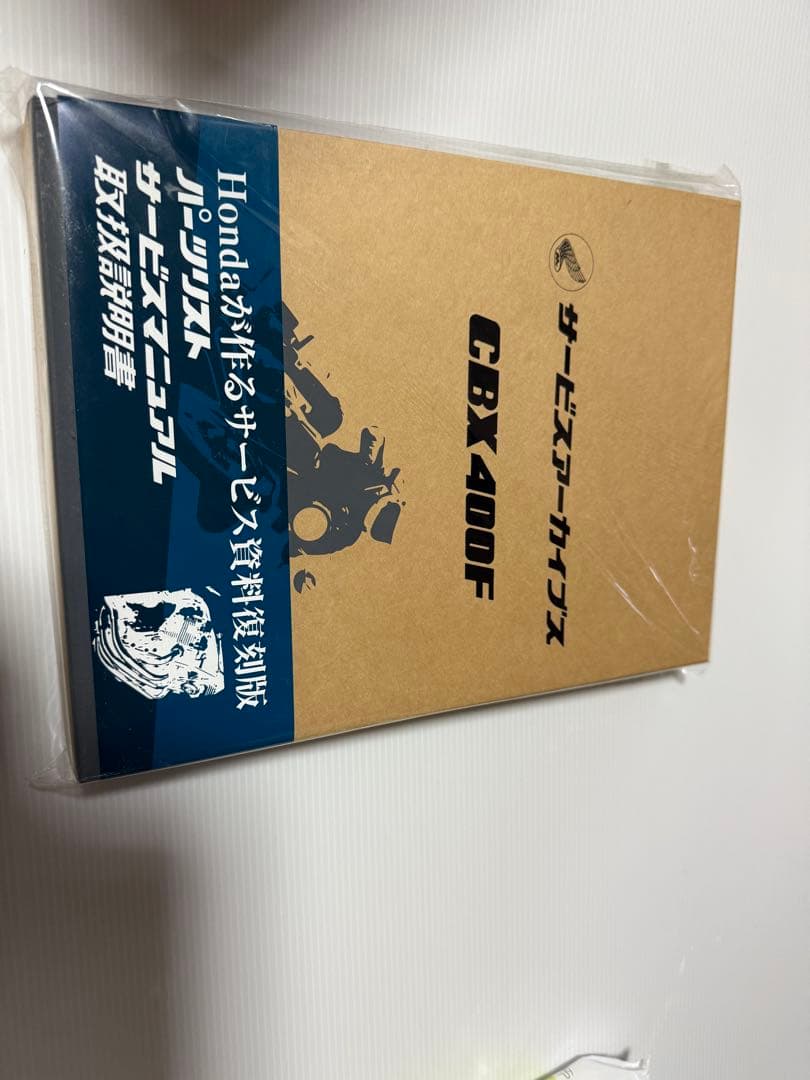 サービスアーカイブス
CBX400F
Hondaが作るサービス資料復刻版
パーツリスト
サービスマニュアル
取扱説明書